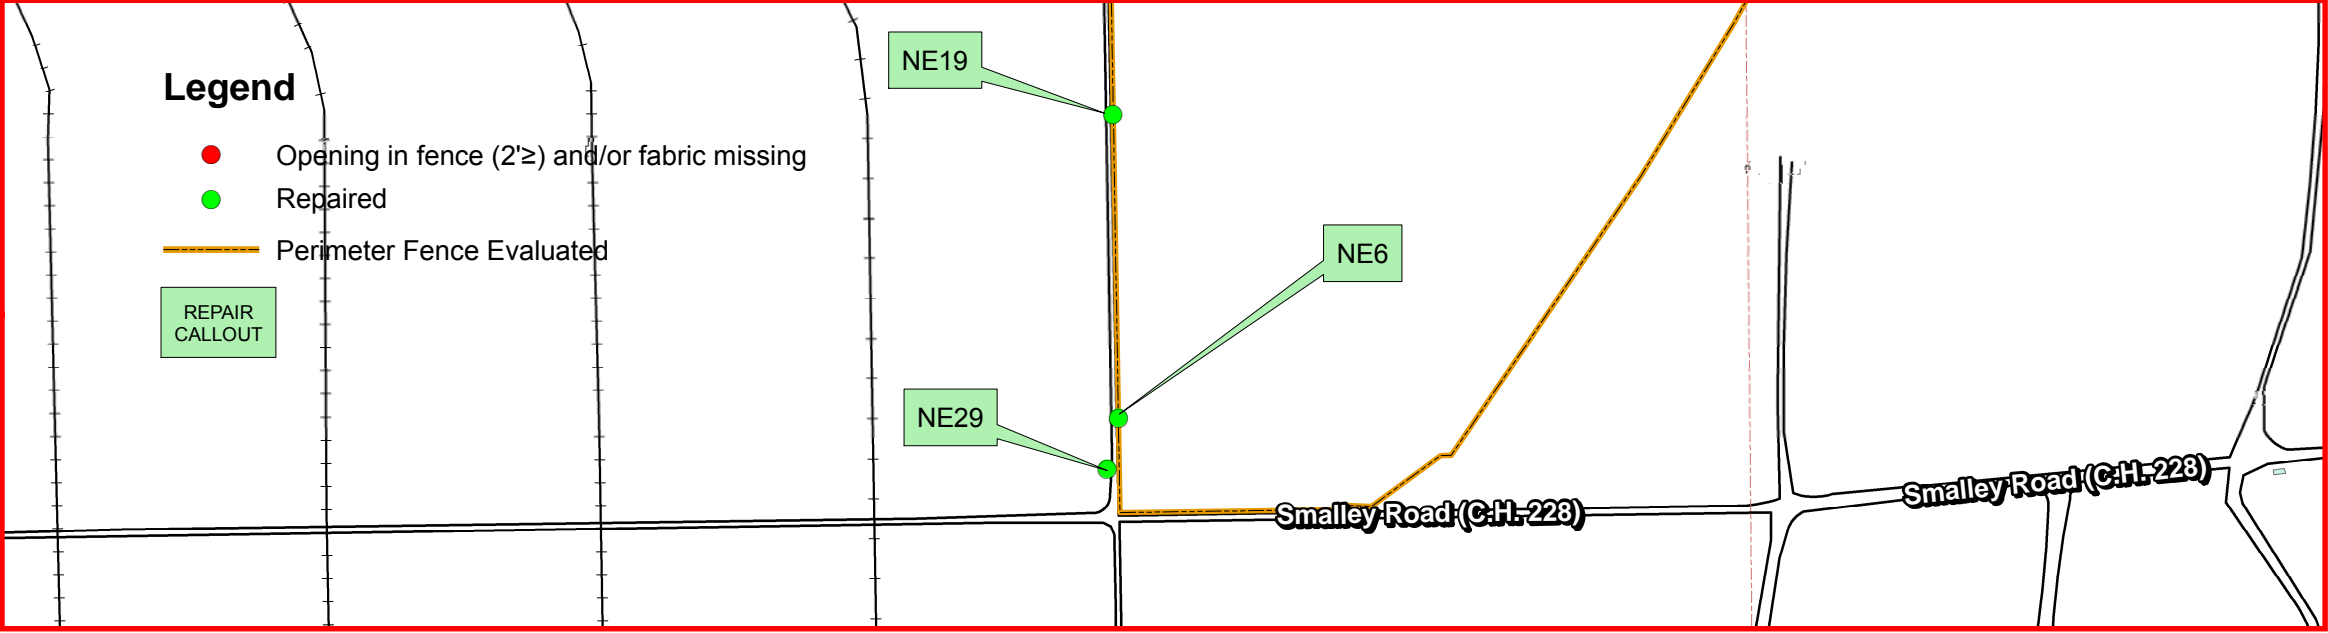 Legend
Opening in fence (2'≥) and/or fabric missing
Repaired
Perimeter Fence Evaluated
REPAIR
CALLOUT
NE19
NE6
NE29
Smalley Road (C.H. 228)
Smalley Road (C.H. 228)